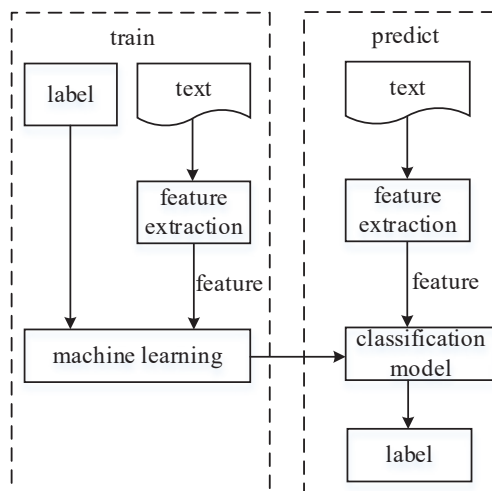 train
label
text
feature
extraction
feature
machine learning
predict
text
feature
extraction
feature
classification
model
label